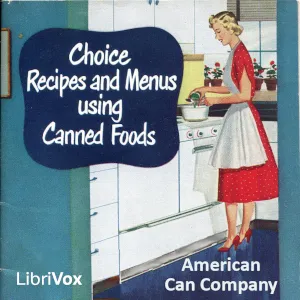 Choice
Recipes and Menus
using
Canned Foods
LibriVox
American
Can Company